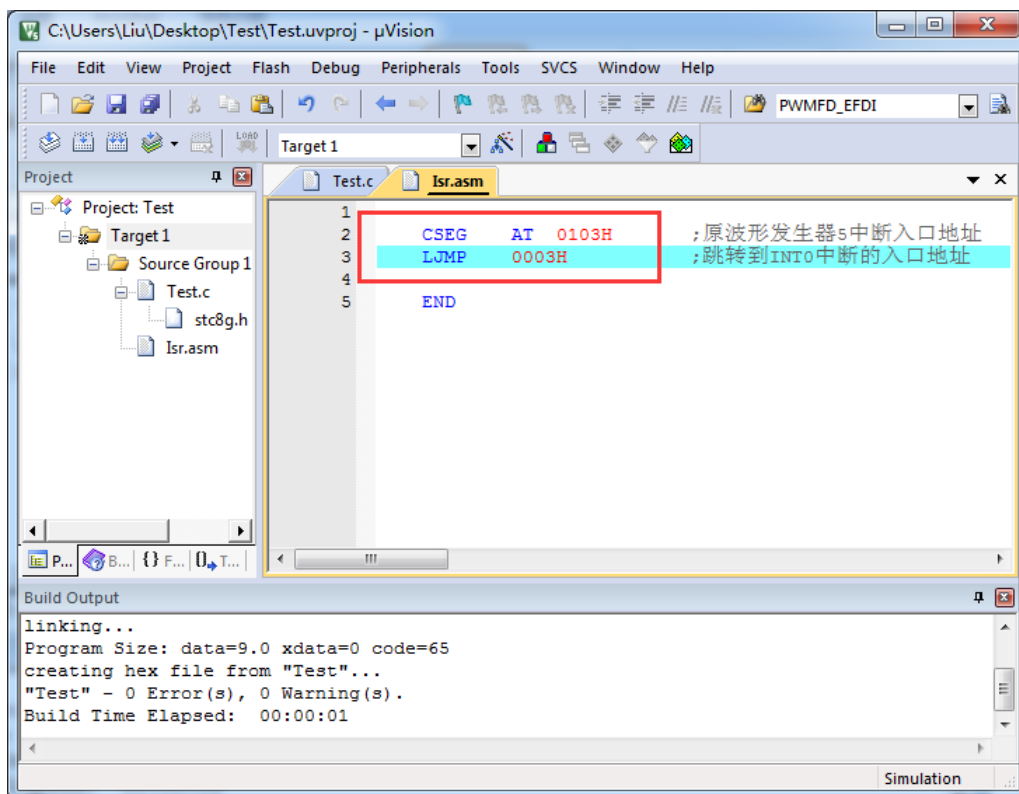 C:\Users\Liu\Desktop\Test\Test.uvproj - µVision
File Edit View Project Flash Debug Peripherals Tools SVCS Window Help
PWMFD_EFDI
LOAD Target 1
Project
Test.c Isr.asm
Project: Test
Target 1
Source Group 1
Test.c
stc8g.h
Isr.asm
1
2 CSEG AT 0103H ;原波形发生器5中断入口地址
3 LJMP 0003H ;跳转到INT0中断的入口地址
4
5 END
P... B... {} F... 0 T...
Build Output
linking...
Program Size: data=9.0 xdata=0 code=65
creating hex file from "Test"...
"Test" - 0 Error(s), 0 Warning(s).
Build Time Elapsed: 00:00:01
Simulation